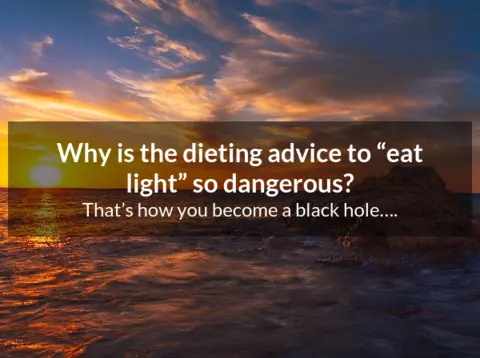 Why is the dieting advice to “eat
light” so dangerous?
That’s how you become a black hole....